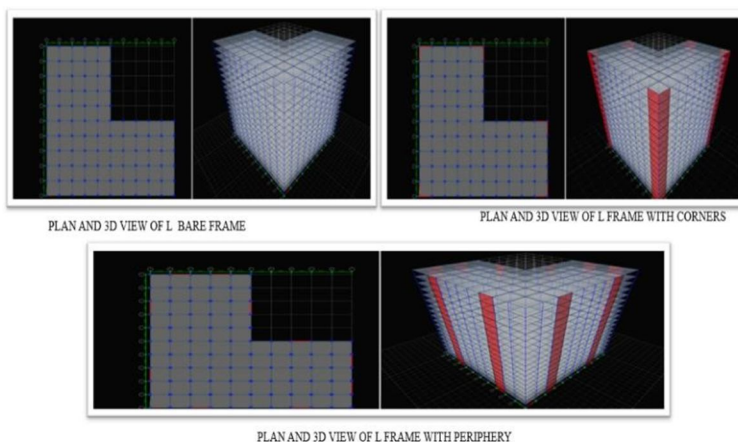 PLAN AND 3D VIEW OF L BARE FRAME
PLAN AND 3D VIEW OF L FRAME WITH CORNERS
PLAN AND 3D VIEW OF L FRAME WITH PERIPHERY